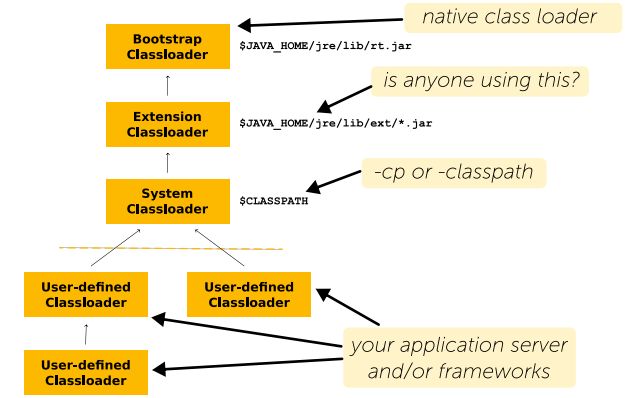 native class loader
Bootstrap
Classloader
$JAVA_HOME/jre/lib/rt.jar
is anyone using this?
Extension
Classloader
$JAVA_HOME/jre/lib/ext/*.jar
-cp or -classpath
System
Classloader
$CLASSPATH
User-defined
Classloader
User-defined
Classloader
your application server
and/or frameworks
User-defined
Classloader